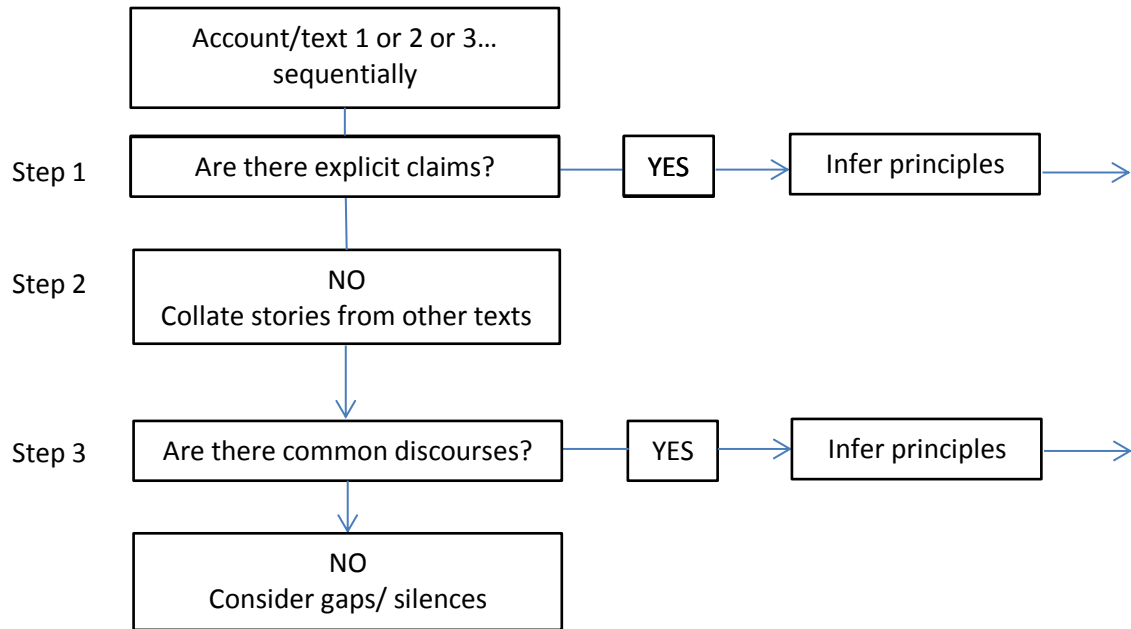 Account/text 1 or 2 or 3…
sequentially
Step 1
Are there explicit claims?
YES
Infer principles
Step 2
NO
Collate stories from other texts
Step 3
Are there common discourses?
YES
Infer principles
NO
Consider gaps/ silences